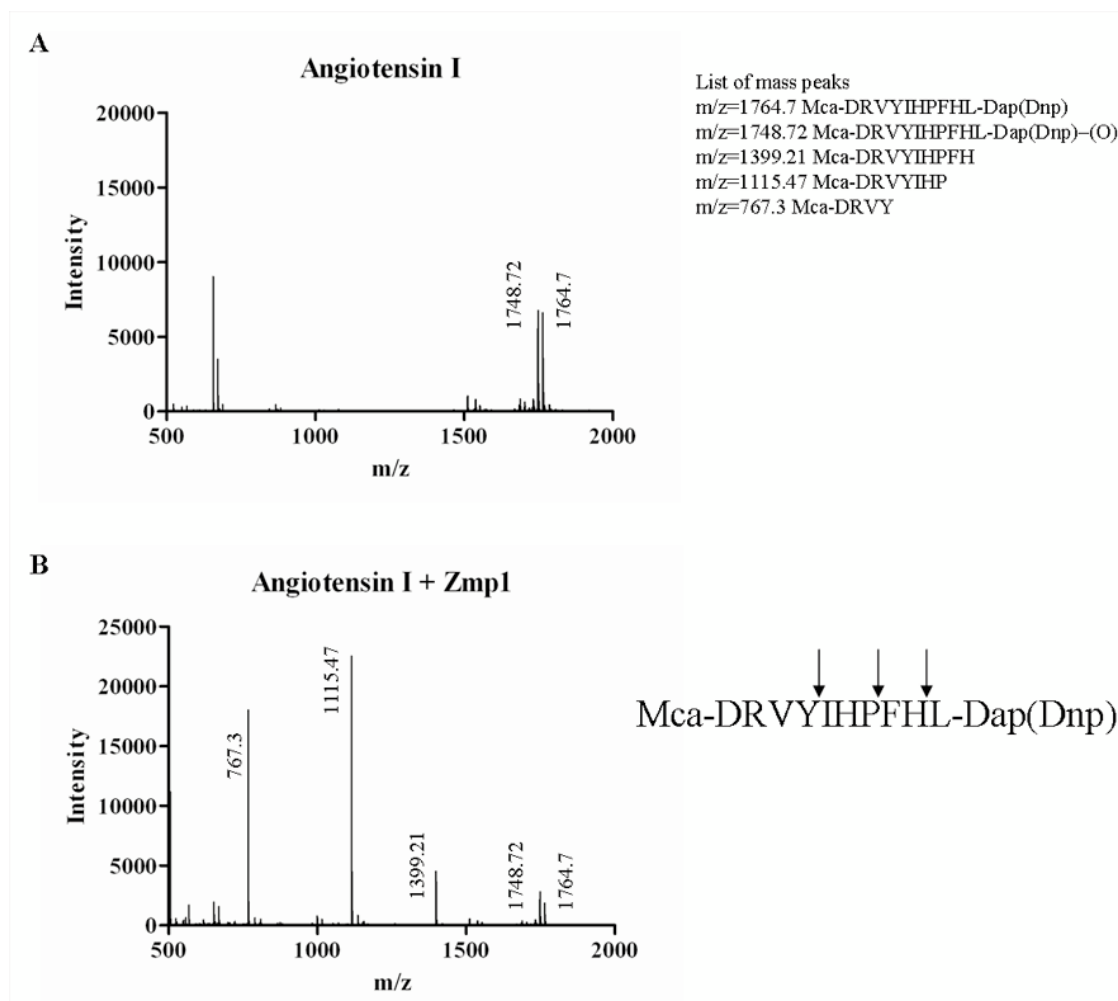 A
Angiotensin I
20000
15000
10000
5000
0
Intensity
1748.72
1764.7
500 1000 1500 2000
m/z
List of mass peaks
m/z=1764.7 Mca-DRVYIHPFHL-Dap(Dnp)
m/z=1748.72 Mca-DRVYIHPFHL-Dap(Dnp)–(O)
m/z=1399.21 Mca-DRVYIHPFH
m/z=1115.47 Mca-DRVYIHP
m/z=767.3 Mca-DRVY
B
Angiotensin I + Zmp1
25000
20000
15000
10000
5000
0
Intensity
767.3
1115.47
1399.21
1748.72
1764.7
500 1000 1500 2000
m/z
Mca-DRVYIHPFHL-Dap(Dnp)